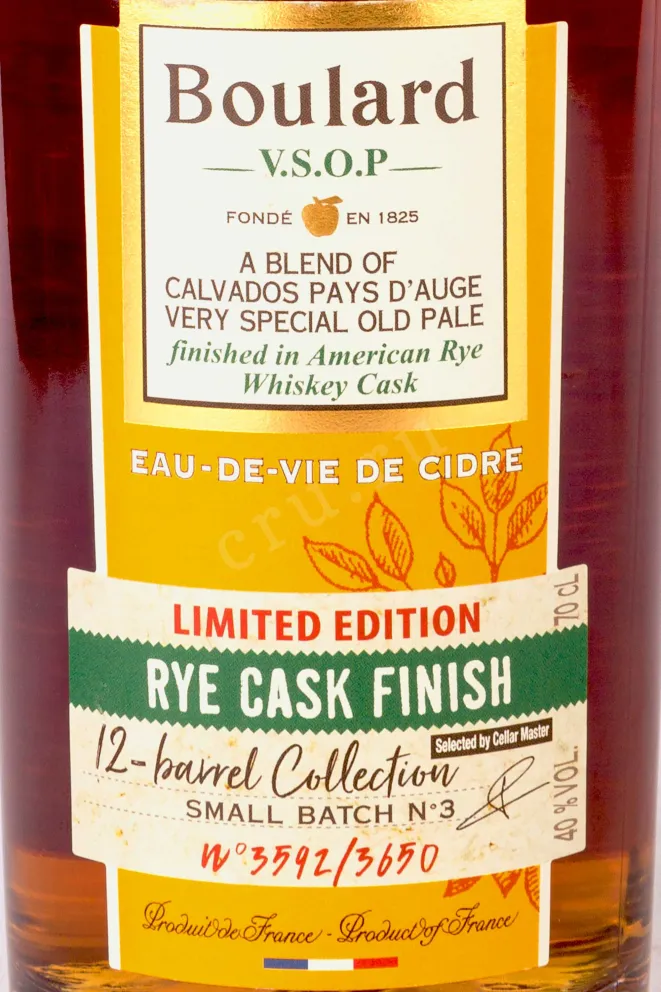 Boulard
V.S.O.P
FONDÉ EN 1825
A BLEND OF
CALVADOS PAYS D'AUGE
VERY SPECIAL OLD PALE
finished in American Rye
Whiskey Cask
EAU-DE-VIE DE CIDRE
cru.ru
LIMITED EDITION
70 CL
RYE CASK FINISH
Selected by Cellar Master
12-barrel Collection
SMALL BATCH N°3
40 %VOL.
n°3592/3650
Produit de France - Product of France